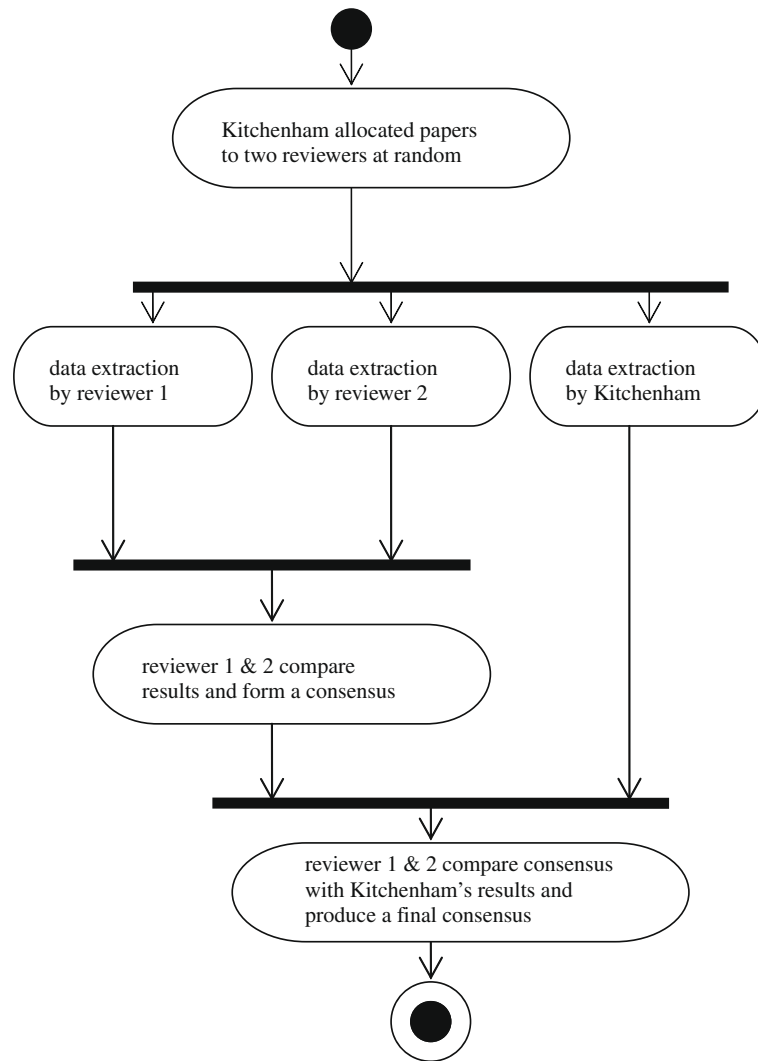 Kitchenham allocated papers
to two reviewers at random
data extraction
by reviewer 1
data extraction
by reviewer 2
data extraction
by Kitchenham
reviewer 1 & 2 compare
results and form a consensus
reviewer 1 & 2 compare consensus
with Kitchenham's results and
produce a final consensus